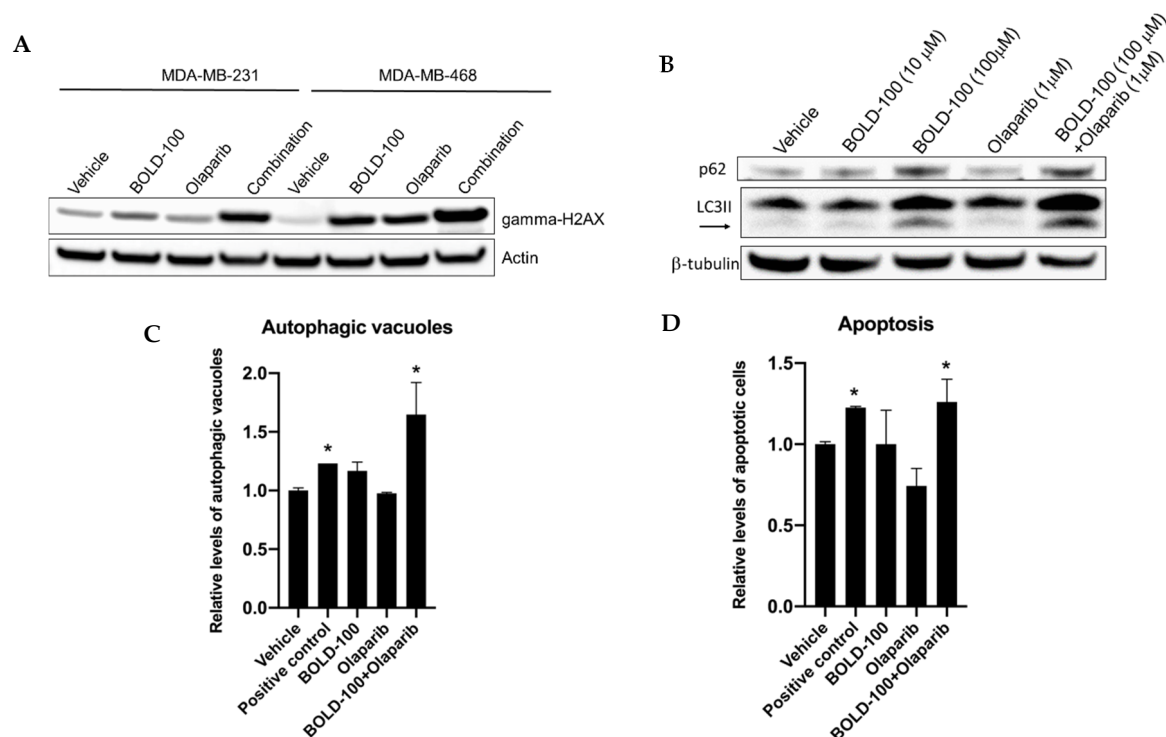 A
MDA-MB-231
MDA-MB-468
Vehicle
BOLD-100
Olaparib
Combination
Vehicle
BOLD-100
Olaparib
Combination
gamma-H2AX
Actin
B
Vehicle
BOLD-100 (10 μM)
BOLD-100 (100μM)
Olaparib (1μM)
BOLD-100 (100 μM)
+Olaparib (1μM)
p62
LC3II
β-tubulin
C
Autophagic vacuoles
Relative levels of autophagic vacuoles
2.0
1.5
1.0
0.5
0.0
*
*
Vehicle
Positive control
BOLD-100
Olaparib
BOLD-100+Olaparib
D
Apoptosis
Relative levels of apoptotic cells
1.5
1.0
0.5
0.0
*
*
Vehicle
Positive control
BOLD-100
Olaparib
BOLD-100+Olaparib